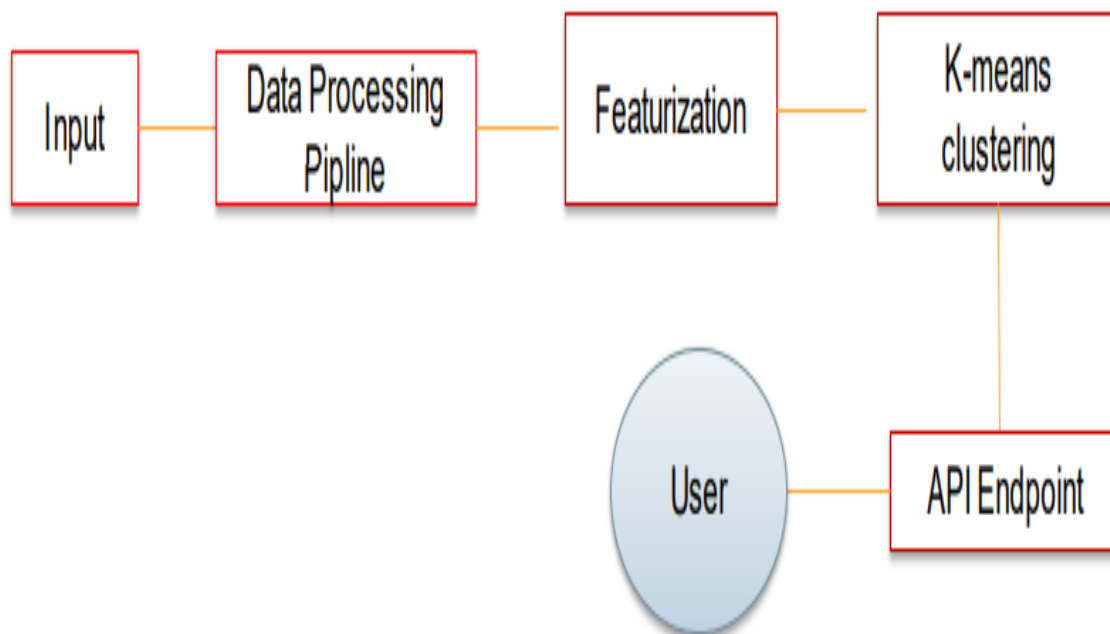 Input
Data Processing
Pipline
Featurization
K-means
clustering
User
API Endpoint